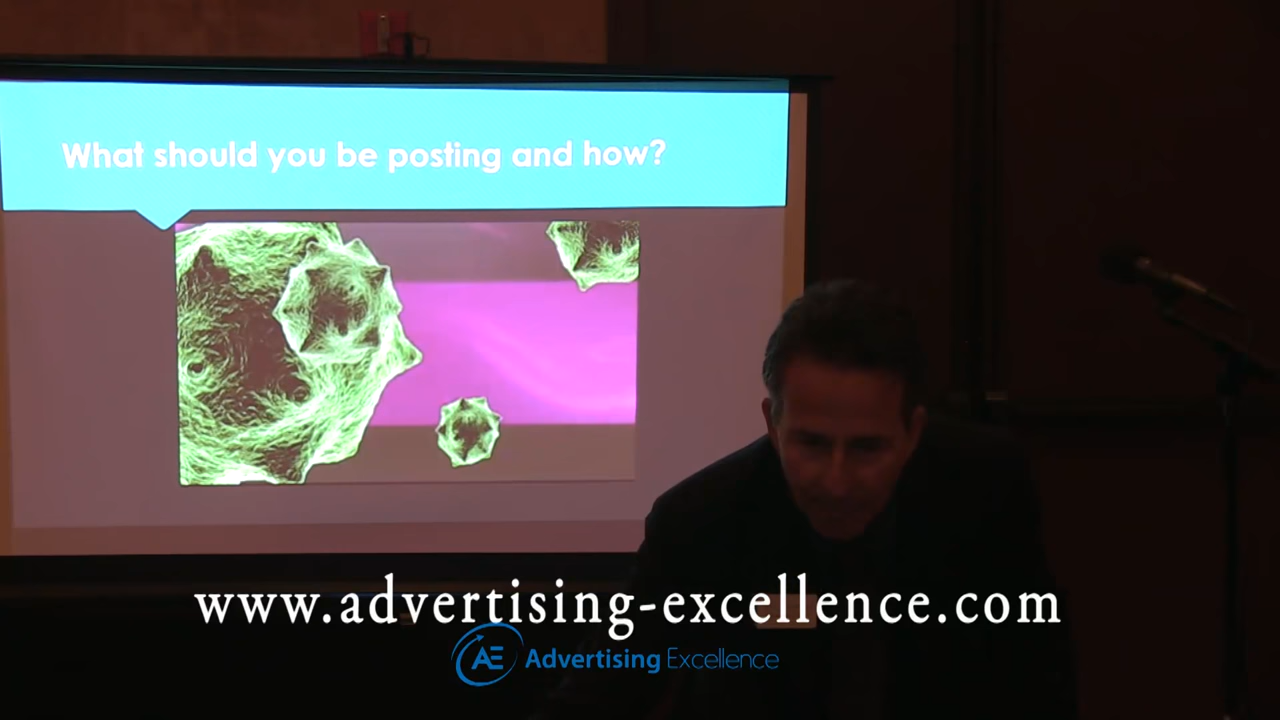 What should you be posting and how?
www.advertising-excellence.com
AE Advertising Excellence